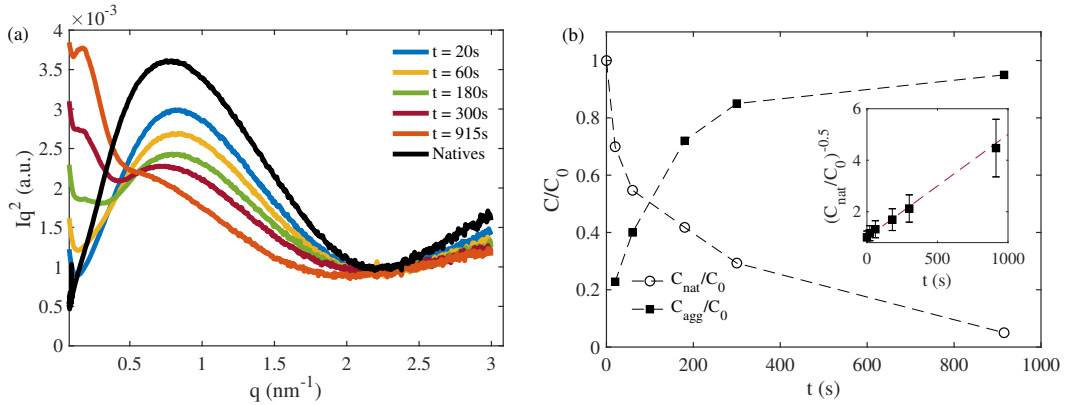 (a)
×10⁻³
4
3.5
3
2.5
2
1.5
1
0.5
0
Iq² (a.u.)
0.5
1
1.5
2
2.5
3
q (nm⁻¹)
t = 20s
t = 60s
t = 180s
t = 300s
t = 915s
Natives
(b)
1
0.8
0.6
0.4
0.2
0
C/C₀
0
200
400
600
800
1000
t (s)
C_nat/C₀
C_agg/C₀
6
4
2
(C_nat/C₀)⁻⁰·⁵
0
500
1000
t (s)